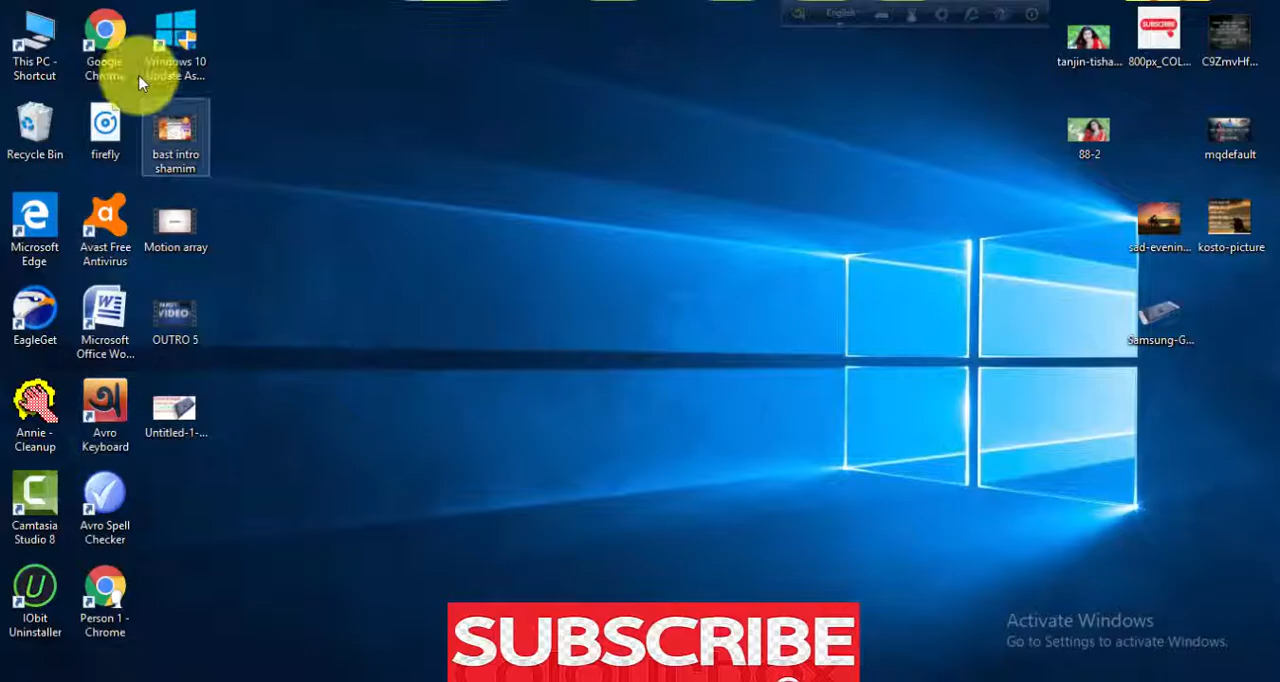 English
This PC - Shortcut
Google Chrome
Windows 10 Update As...
Recycle Bin
firefly
bast intro shamim
Microsoft Edge
Avast Free Antivirus
Motion array
EagleGet
Microsoft Office Wo...
OUTRO 5
VIDEO
Annie - Cleanup
Avro Keyboard
Untitled-1-...
Camtasia Studio 8
Avro Spell Checker
IObit Uninstaller
Person 1 - Chrome
tanjin-tisha...
800px_COL...
C9ZmvHf...
SUBSCRIBE
88-2
mqdefault
sad-evenin...
kosto-picture
Samsung-G...
Activate Windows
Go to Settings to activate Windows.
SUBSCRIBE